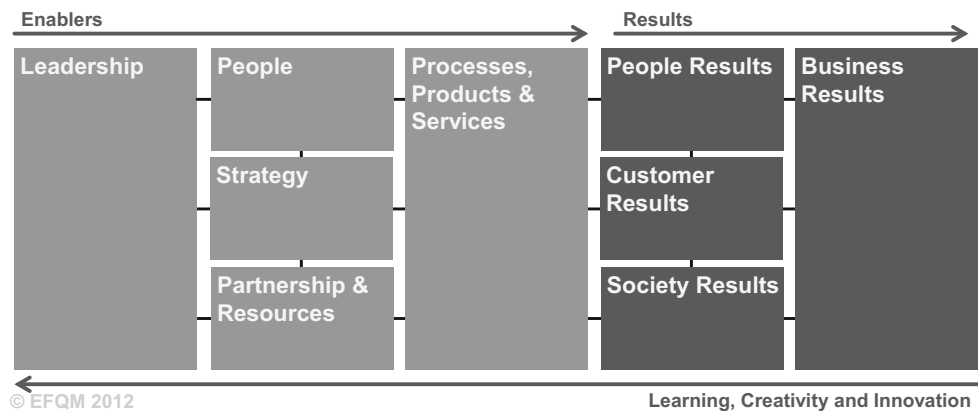 Enablers
Results
Leadership
People
Processes,
Products &
Services
People Results
Business
Results
Strategy
Customer
Results
Partnership &
Resources
Society Results
© EFQM 2012
Learning, Creativity and Innovation